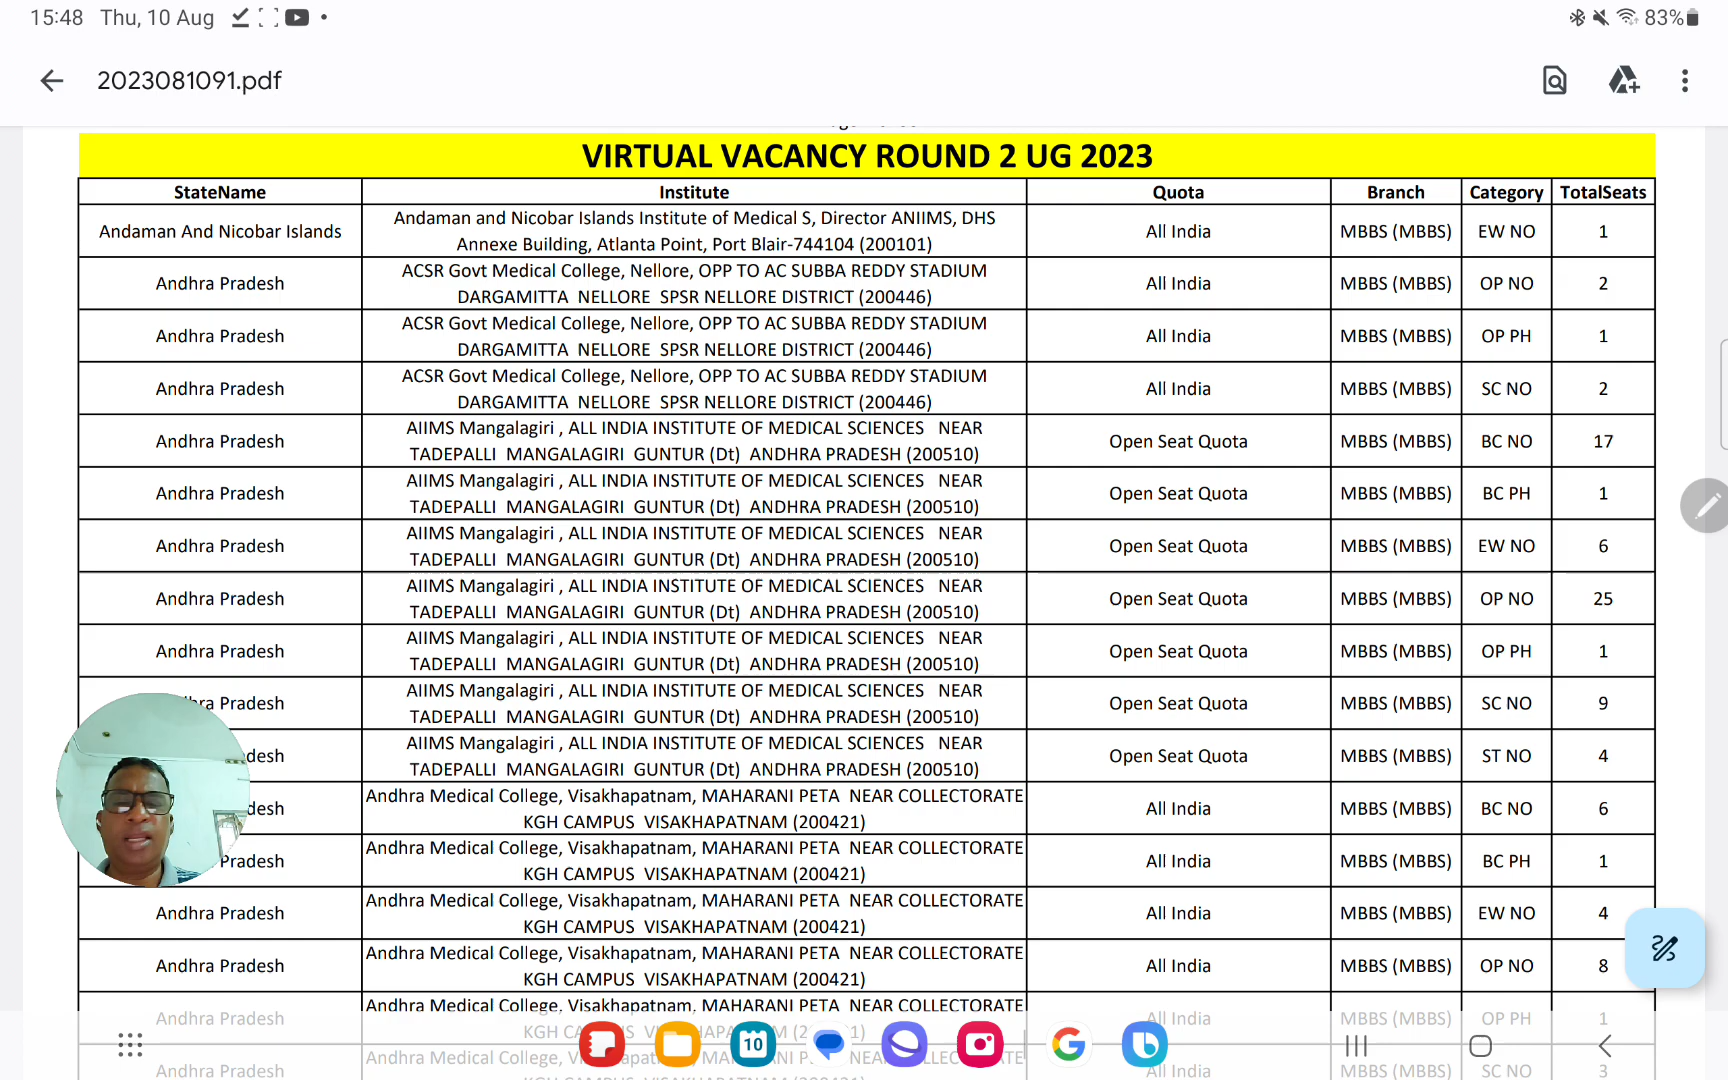 15:48 Thu, 10 Aug
83%
2023081091.pdf
VIRTUAL VACANCY ROUND 2 UG 2023
StateName Institute Quota Branch Category TotalSeats
Andaman And Nicobar Islands Andaman and Nicobar Islands Institute of Medical S, Director ANIIMS, DHS All India MBBS (MBBS) EW NO 1
Annexe Building, Atlanta Point, Port Blair-744104 (200101)
Andhra Pradesh ACSR Govt Medical College, Nellore, OPP TO AC SUBBA REDDY STADIUM All India MBBS (MBBS) OP NO 2
DARGAMITTA NELLORE SPSR NELLORE DISTRICT (200446)
Andhra Pradesh ACSR Govt Medical College, Nellore, OPP TO AC SUBBA REDDY STADIUM All India MBBS (MBBS) OP PH 1
DARGAMITTA NELLORE SPSR NELLORE DISTRICT (200446)
Andhra Pradesh ACSR Govt Medical College, Nellore, OPP TO AC SUBBA REDDY STADIUM All India MBBS (MBBS) SC NO 2
DARGAMITTA NELLORE SPSR NELLORE DISTRICT (200446)
Andhra Pradesh AIIMS Mangalagiri , ALL INDIA INSTITUTE OF MEDICAL SCIENCES NEAR Open Seat Quota MBBS (MBBS) BC NO 17
TADEPALLI MANGALAGIRI GUNTUR (Dt) ANDHRA PRADESH (200510)
Andhra Pradesh AIIMS Mangalagiri , ALL INDIA INSTITUTE OF MEDICAL SCIENCES NEAR Open Seat Quota MBBS (MBBS) BC PH 1
TADEPALLI MANGALAGIRI GUNTUR (Dt) ANDHRA PRADESH (200510)
Andhra Pradesh AIIMS Mangalagiri , ALL INDIA INSTITUTE OF MEDICAL SCIENCES NEAR Open Seat Quota MBBS (MBBS) EW NO 6
TADEPALLI MANGALAGIRI GUNTUR (Dt) ANDHRA PRADESH (200510)
Andhra Pradesh AIIMS Mangalagiri , ALL INDIA INSTITUTE OF MEDICAL SCIENCES NEAR Open Seat Quota MBBS (MBBS) OP NO 25
TADEPALLI MANGALAGIRI GUNTUR (Dt) ANDHRA PRADESH (200510)
Andhra Pradesh AIIMS Mangalagiri , ALL INDIA INSTITUTE OF MEDICAL SCIENCES NEAR Open Seat Quota MBBS (MBBS) OP PH 1
TADEPALLI MANGALAGIRI GUNTUR (Dt) ANDHRA PRADESH (200510)
Pradesh AIIMS Mangalagiri , ALL INDIA INSTITUTE OF MEDICAL SCIENCES NEAR Open Seat Quota MBBS (MBBS) SC NO 9
TADEPALLI MANGALAGIRI GUNTUR (Dt) ANDHRA PRADESH (200510)
desh AIIMS Mangalagiri , ALL INDIA INSTITUTE OF MEDICAL SCIENCES NEAR Open Seat Quota MBBS (MBBS) ST NO 4
TADEPALLI MANGALAGIRI GUNTUR (Dt) ANDHRA PRADESH (200510)
desh Andhra Medical College, Visakhapatnam, MAHARANI PETA NEAR COLLECTORATE All India MBBS (MBBS) BC NO 6
KGH CAMPUS VISAKHAPATNAM (200421)
Pradesh Andhra Medical College, Visakhapatnam, MAHARANI PETA NEAR COLLECTORATE All India MBBS (MBBS) BC PH 1
KGH CAMPUS VISAKHAPATNAM (200421)
Andhra Pradesh Andhra Medical College, Visakhapatnam, MAHARANI PETA NEAR COLLECTORATE All India MBBS (MBBS) EW NO 4
KGH CAMPUS VISAKHAPATNAM (200421)
Andhra Pradesh Andhra Medical College, Visakhapatnam, MAHARANI PETA NEAR COLLECTORATE All India MBBS (MBBS) OP NO 8
KGH CAMPUS VISAKHAPATNAM (200421)
Andhra Pradesh Andhra Medical College, Visakhapatnam, MAHARANI PETA NEAR COLLECTORATE All India MBBS (MBBS) OP PH 1
KGH
10
Andhra Pradesh Andhra Medical College, All India MBBS (MBBS) SC NO 3